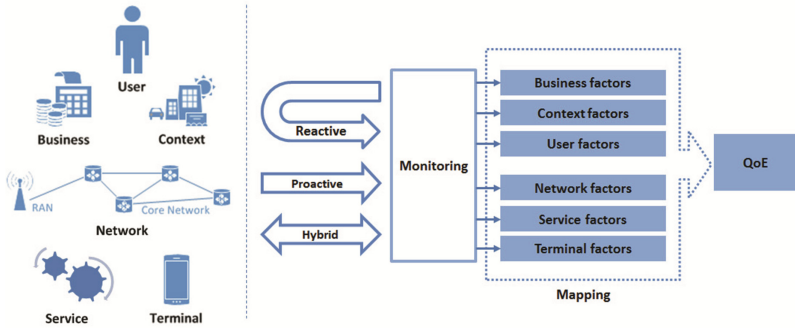 User
Business
Context
RAN
Core Network
Network
Service
Terminal
Reactive
Proactive
Hybrid
Monitoring
Business factors
Context factors
User factors
Network factors
Service factors
Terminal factors
Mapping
QoE